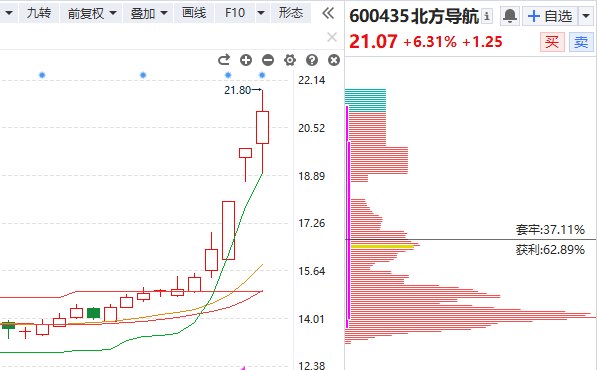 九转 前复权 叠加 画线 F10 形态
600435北方导航 自选
21.07 +6.31% +1.25 买 卖
21.80
22.14
20.52
18.89
17.26
15.64
14.01
12.38
套牢:37.11%
获利:62.89%